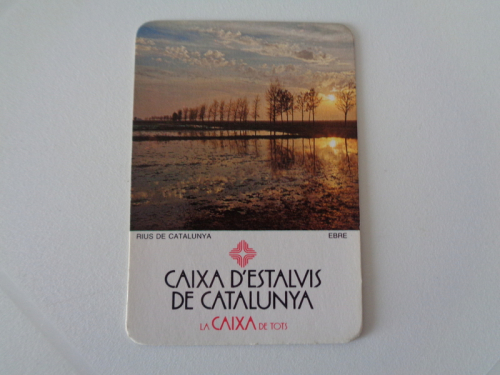 RIUS DE CATALUNYA EBRE
CAIXA D'ESTALVIS
DE CATALUNYA
LA CAIXA DE TOTS